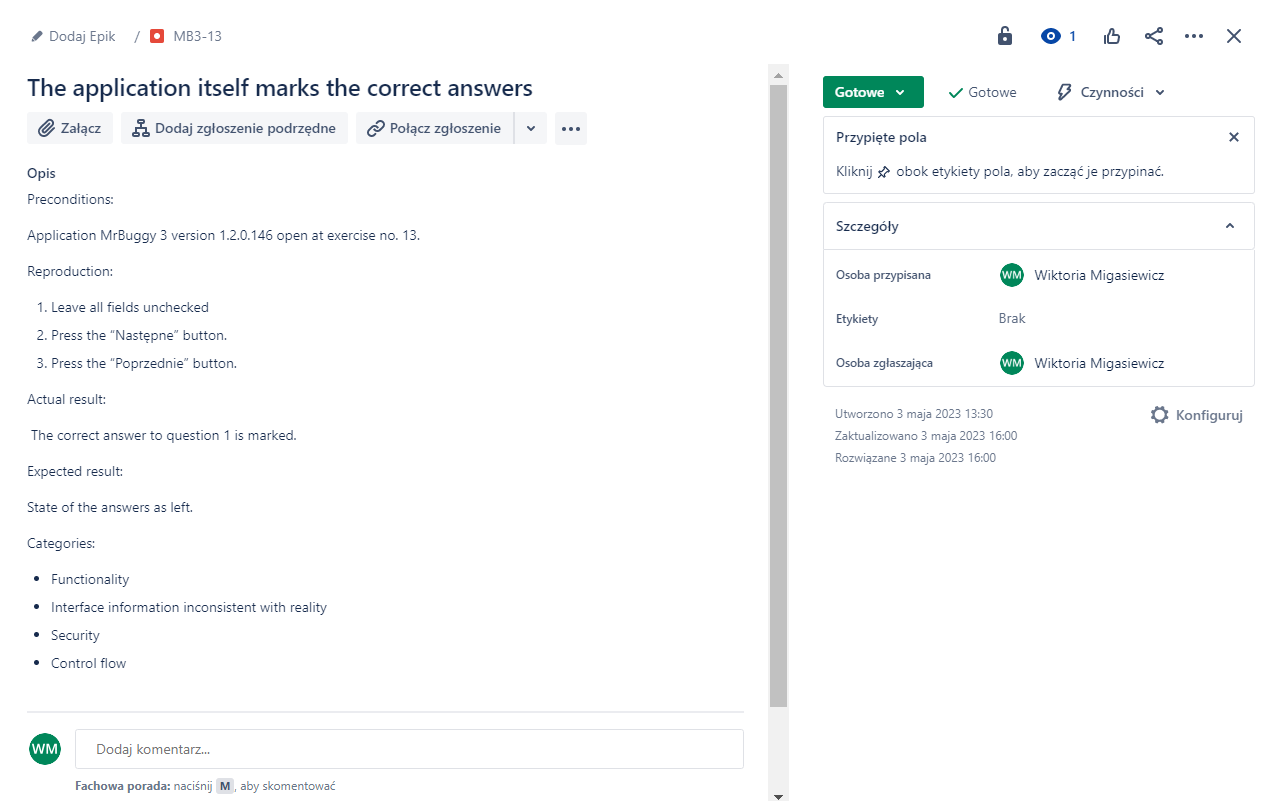 Dodaj Epik / MB3-13
1
The application itself marks the correct answers
Załącz
Dodaj zgłoszenie podrzędne
Połącz zgłoszenie
Opis
Preconditions:
Application MrBuggy 3 version 1.2.0.146 open at exercise no. 13.
Reproduction:
1. Leave all fields unchecked
2. Press the “Następne” button.
3. Press the “Poprzednie” button.
Actual result:
The correct answer to question 1 is marked.
Expected result:
State of the answers as left.
Categories:
• Functionality
• Interface information inconsistent with reality
• Security
• Control flow
WM
Dodaj komentarz...
Fachowa porada: naciśnij M, aby skomentować
Gotowe
Gotowe
Czynności
Przypięte pola
Kliknij obok etykiety pola, aby zacząć je przypinać.
Szczegóły
Osoba przypisana
WM Wiktoria Migasiewicz
Etykiety
Brak
Osoba zgłaszająca
WM Wiktoria Migasiewicz
Utworzono 3 maja 2023 13:30
Zaktualizowano 3 maja 2023 16:00
Rozwiązane 3 maja 2023 16:00
Konfiguruj